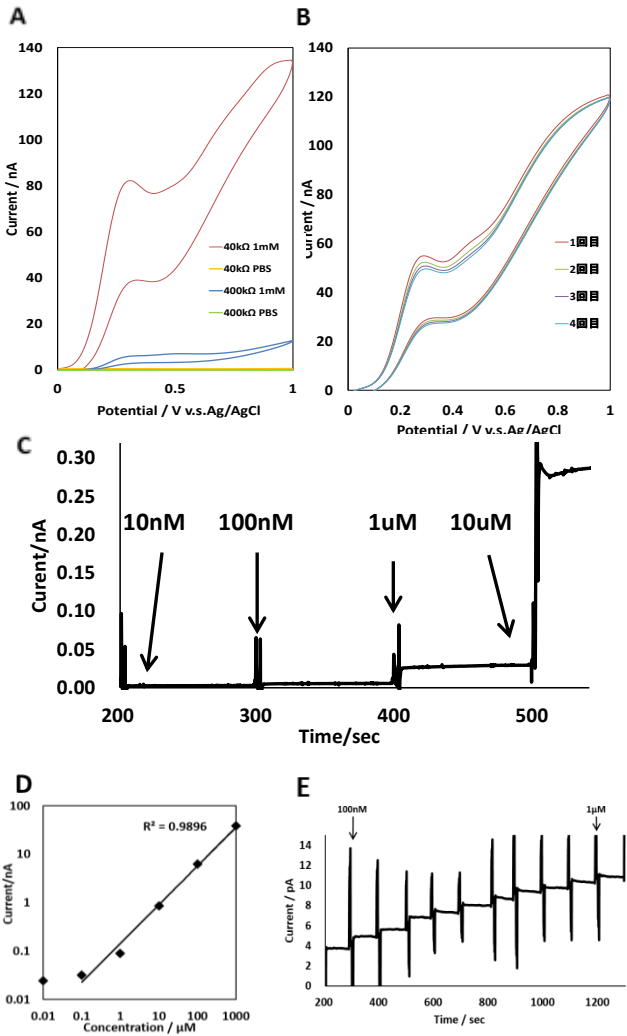 A
140
120
100
80
60
40
20
0
Current / nA
0
0.5
1
Potential / V v.s.Ag/AgCl
40kΩ 1mM
40kΩ PBS
400kΩ 1mM
400kΩ PBS
B
140
120
100
80
60
40
20
0
Current / nA
0
0.2
0.4
0.6
0.8
1
Potential / V v.s.Ag/AgCl
1回目
2回目
3回目
4回目
C
0.30
0.25
0.20
0.15
0.10
0.05
0.00
Curent/nA
10nM
100nM
1uM
10uM
200
300
400
500
Time/sec
D
100
10
1
0.1
0.01
Current/nA
R² = 0.9896
0.01
0.1
1
10
100
1000
Concentration / μM
E
100nM
1μM
14
12
10
8
6
4
2
0
Current / pA
200
400
600
800
1000
1200
Time / sec